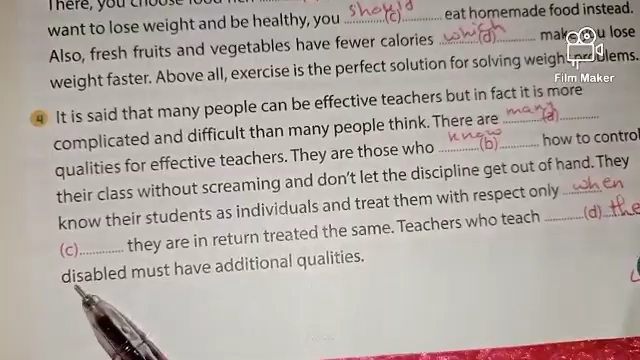 There, you choose food
want to lose weight and be healthy, you should (c) eat homemade food instead.
Also, fresh fruits and vegetables have fewer calories which (d) make you lose
weight faster. Above all, exercise is the perfect solution for solving weight problems.
Film Maker
4 It is said that many people can be effective teachers but in fact it is more
complicated and difficult than many people think. There are many (a)
qualities for effective teachers. They are those who know (b) how to control
their class without screaming and don't let the discipline get out of hand. They
know their students as individuals and treat them with respect only when
(c) they are in return treated the same. Teachers who teach (d) the
disabled must have additional qualities.